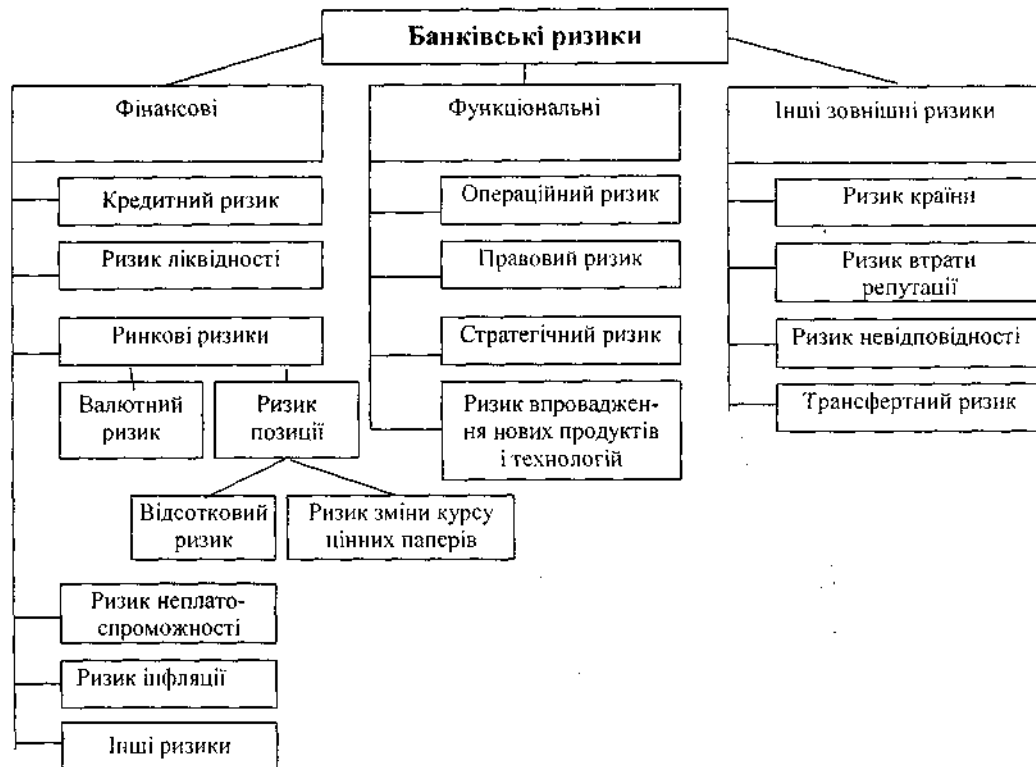 Банківські ризики
Фінансові
Кредитний ризик
Ризик ліквідності
Ринкові ризики
Валютний
ризик
Ризик
позиції
Відсотковий
ризик
Ризик зміни курсу
цінних паперів
Ризик неплато-
спроможності
Ризик інфляції
Інші ризики
Функціональні
Операційний ризик
Правовий ризик
Стратегічний ризик
Ризик впроваджен-
ня нових продуктів
і технологій
Інші зовнішні ризики
Ризик країни
Ризик втрати
репутації
Ризик невідповідності
Трансфертний ризик